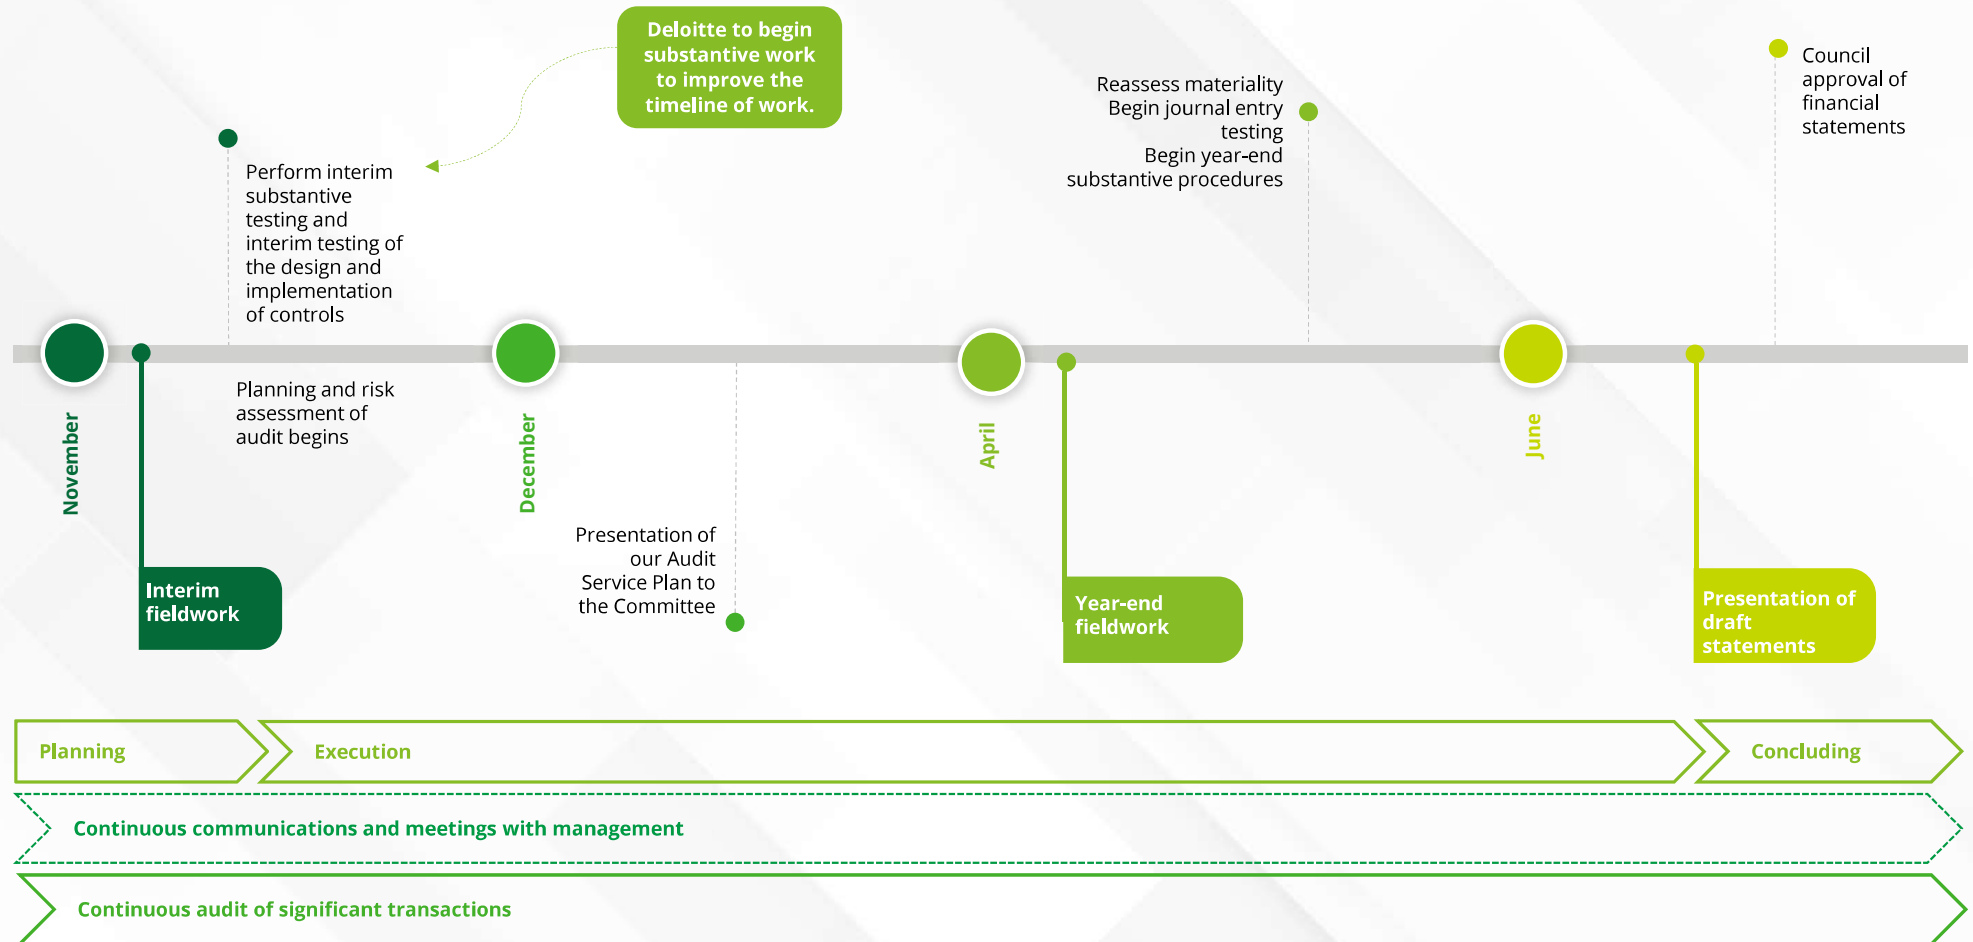 Deloitte to begin
substantive work
to improve the
timeline of work.
Council
approval of
financial
statements
Reassess materiality
Begin journal entry
testing
Begin year-end
substantive procedures
Perform interim
substantive
testing and
interim testing of
the design and
implementation
of controls
Planning and risk
assessment of
audit begins
November
December
April
June
Presentation of
our Audit
Service Plan to
the Committee
Interim
fieldwork
Year-end
fieldwork
Presentation of
draft
statements
Planning
Execution
Concluding
Continuous communications and meetings with management
Continuous audit of significant transactions